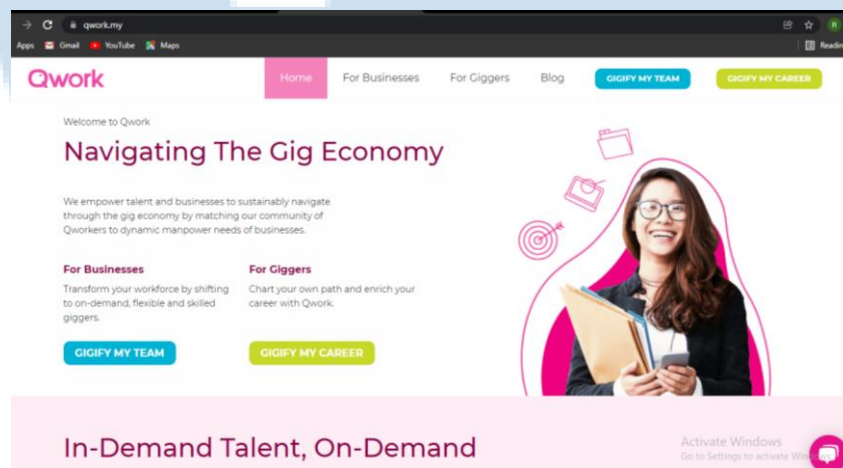 qwork.my
Apps Gmail YouTube Maps
Qwork
Home For Businesses For Giggers Blog GIGIFY MY TEAM GIGIFY MY CAREER
Welcome to Qwork
Navigating The Gig Economy
We empower talent and businesses to sustainably navigate
through the gig economy by matching our community of
Qworkers to dynamic manpower needs of businesses.
For Businesses
Transform your workforce by shifting
to on-demand, flexible and skilled
giggers.
GIGIFY MY TEAM
For Giggers
Chart your own path and enrich your
career with Qwork.
GIGIFY MY CAREER
In-Demand Talent, On-Demand
Activate Windows
Go to Settings to activate